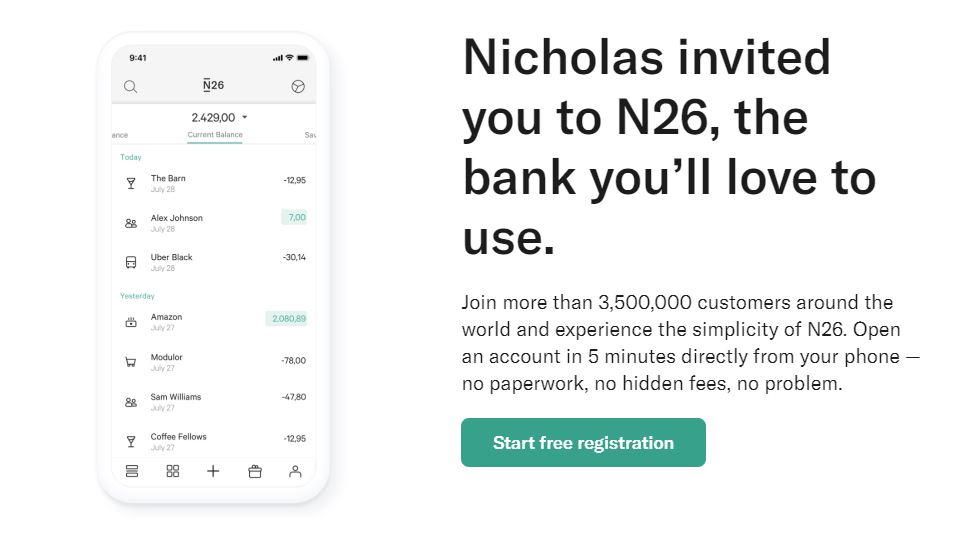 9:41
N26
2.429,00
ance Current Balance Sav
Today
The Barn -12,95
July 28
Alex Johnson 7,00
July 28
Uber Black -30,14
July 28
Yesterday
Amazon 2.080,89
July 27
Modulor -78,00
July 27
Sam Williams -47,80
July 27
Coffee Fellows -12,95
July 27
Nicholas invited
you to N26, the
bank you’ll love to
use.
Join more than 3,500,000 customers around the
world and experience the simplicity of N26. Open
an account in 5 minutes directly from your phone —
no paperwork, no hidden fees, no problem.
Start free registration